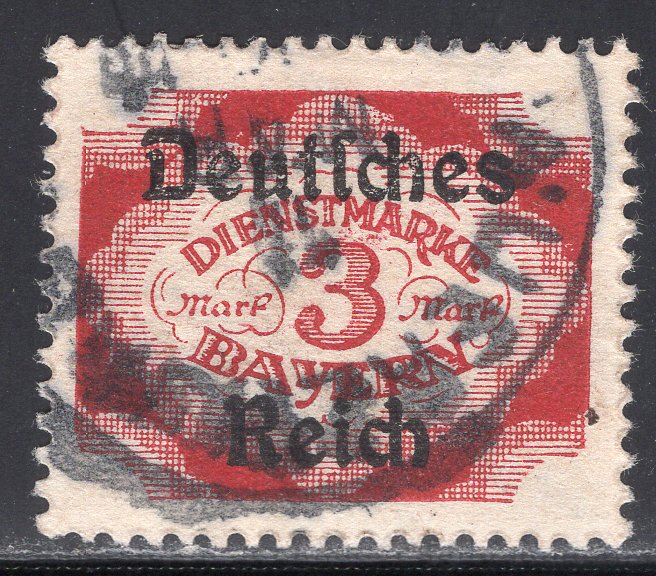 Deutſches
DIENSTMARKE
Mark 3 Mark
BAYERN
Reich